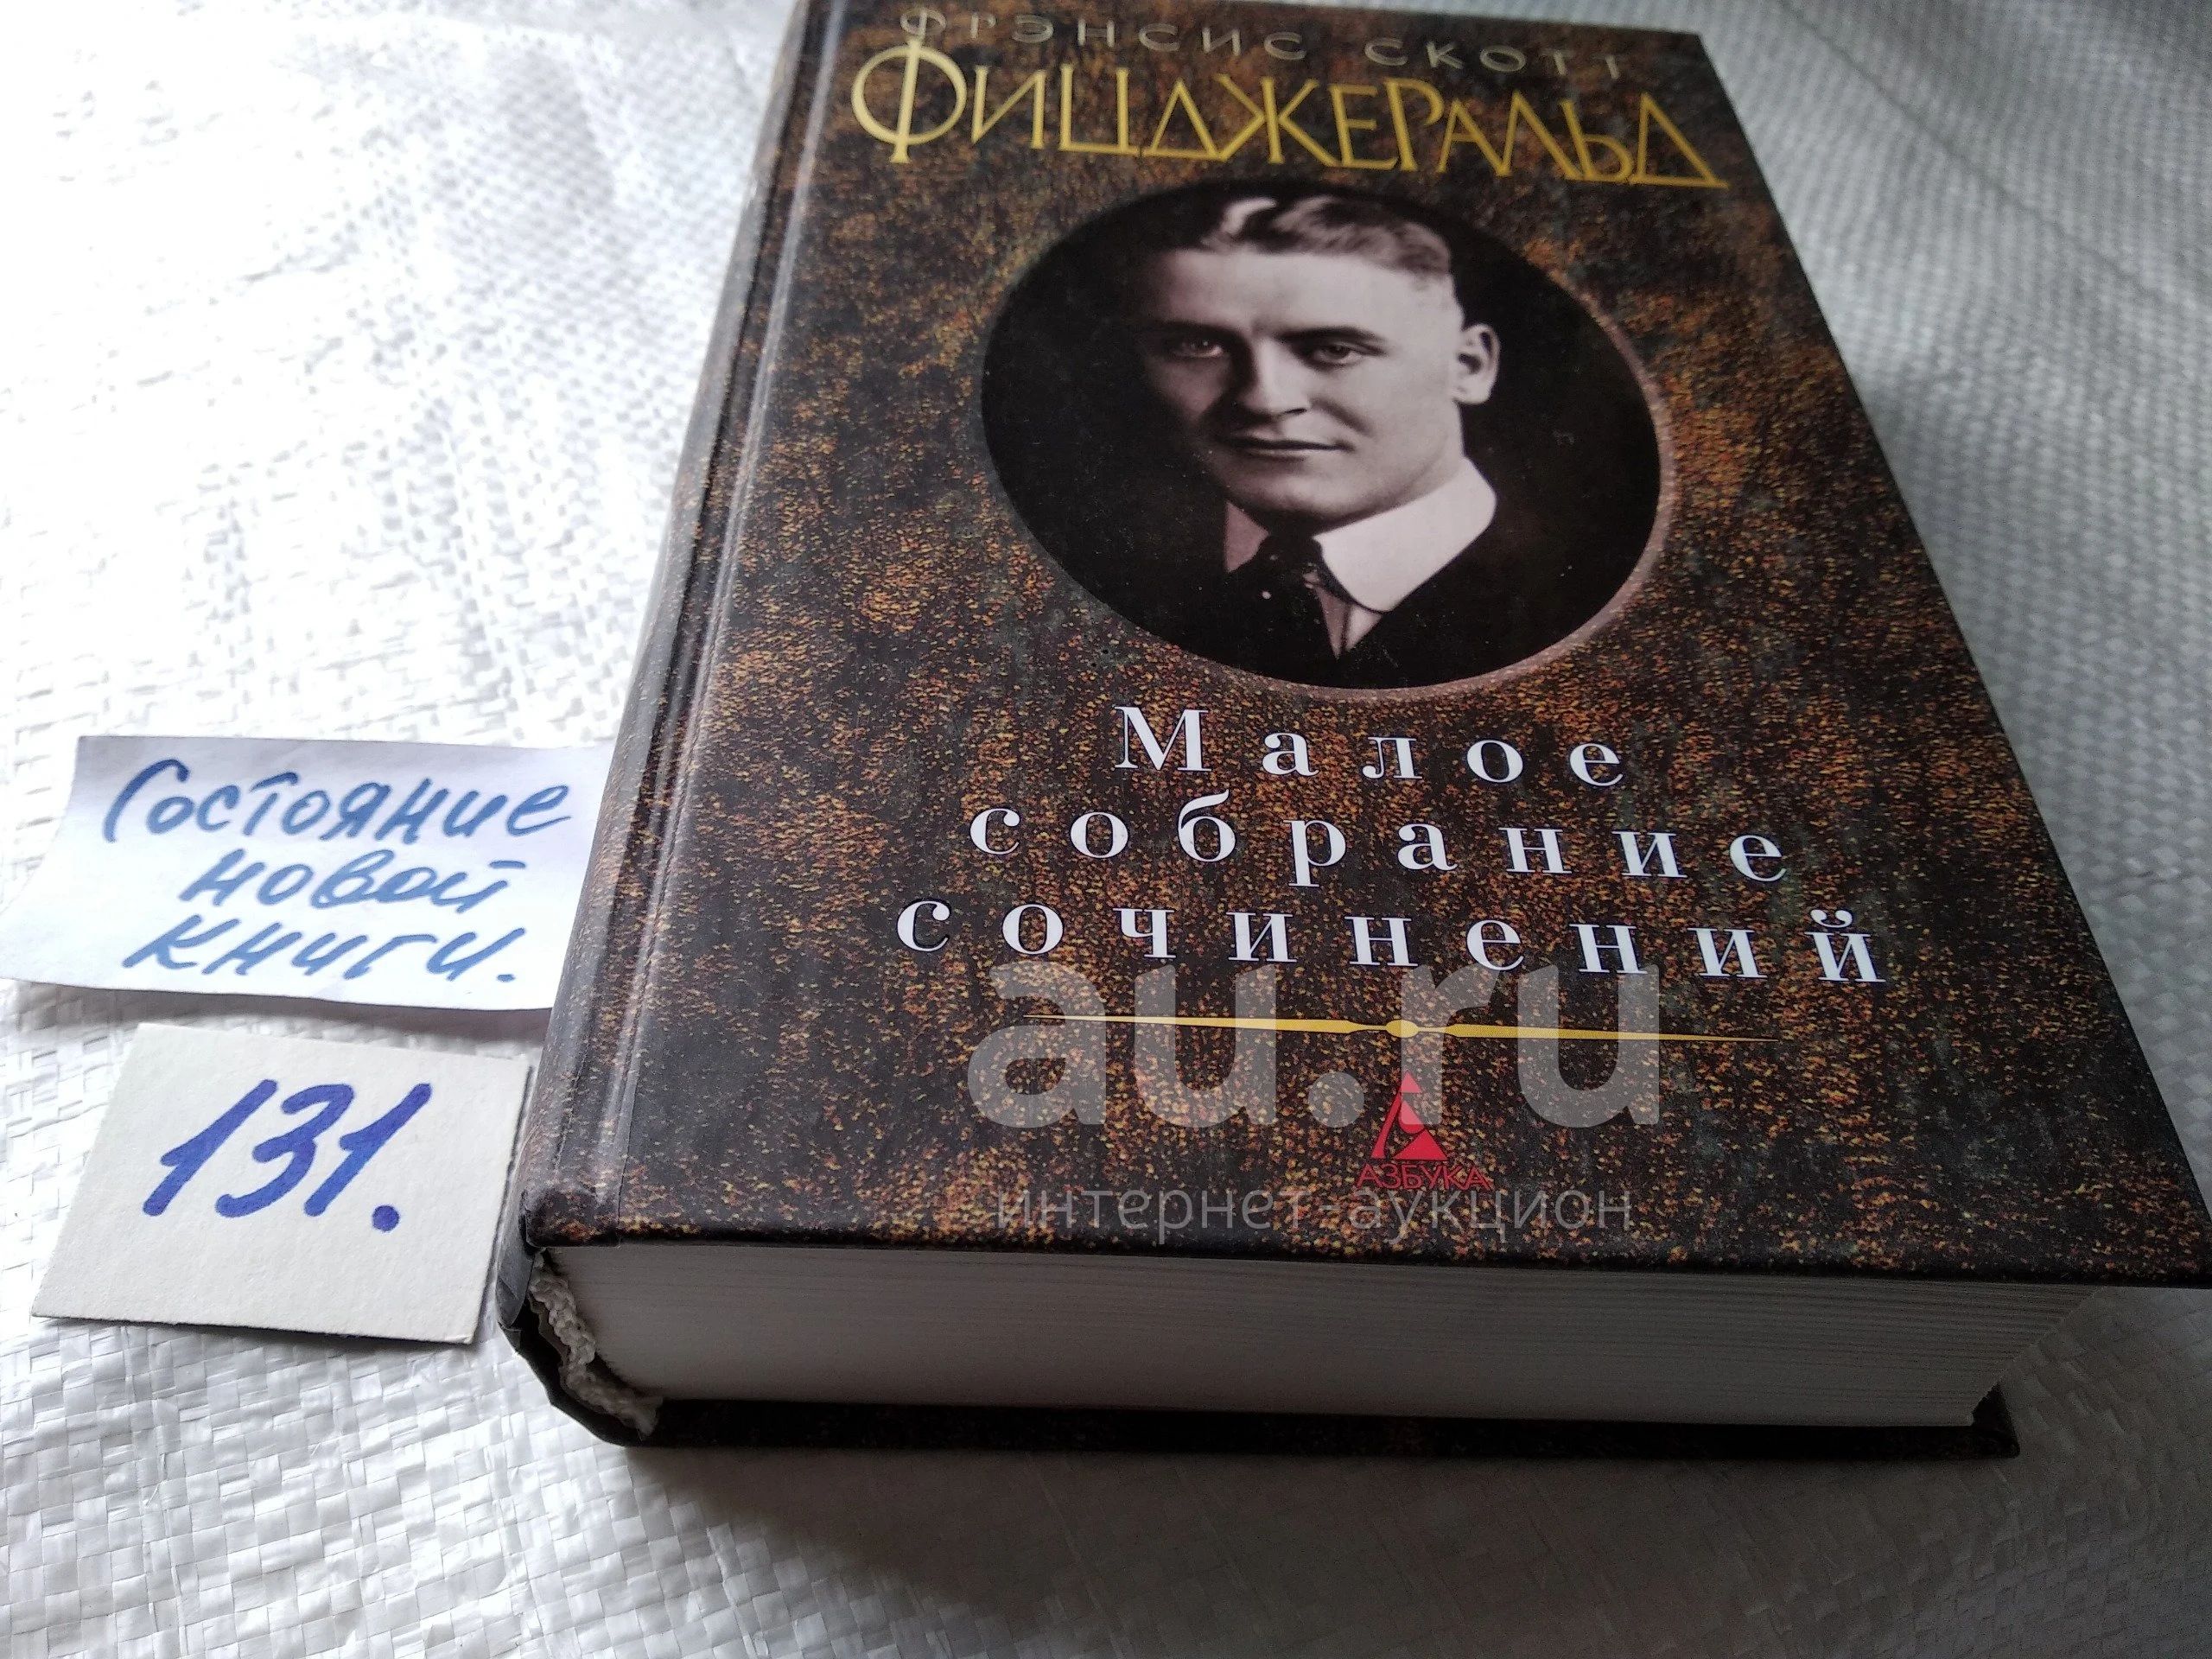 ФРЭНСИС СКОТТ
ФИЦДЖЕРАЛЬД
Малое
собрание
сочинений
au.ru
АЗБУКА
интернет-аукцион
Состояние
новой
книги.
131.